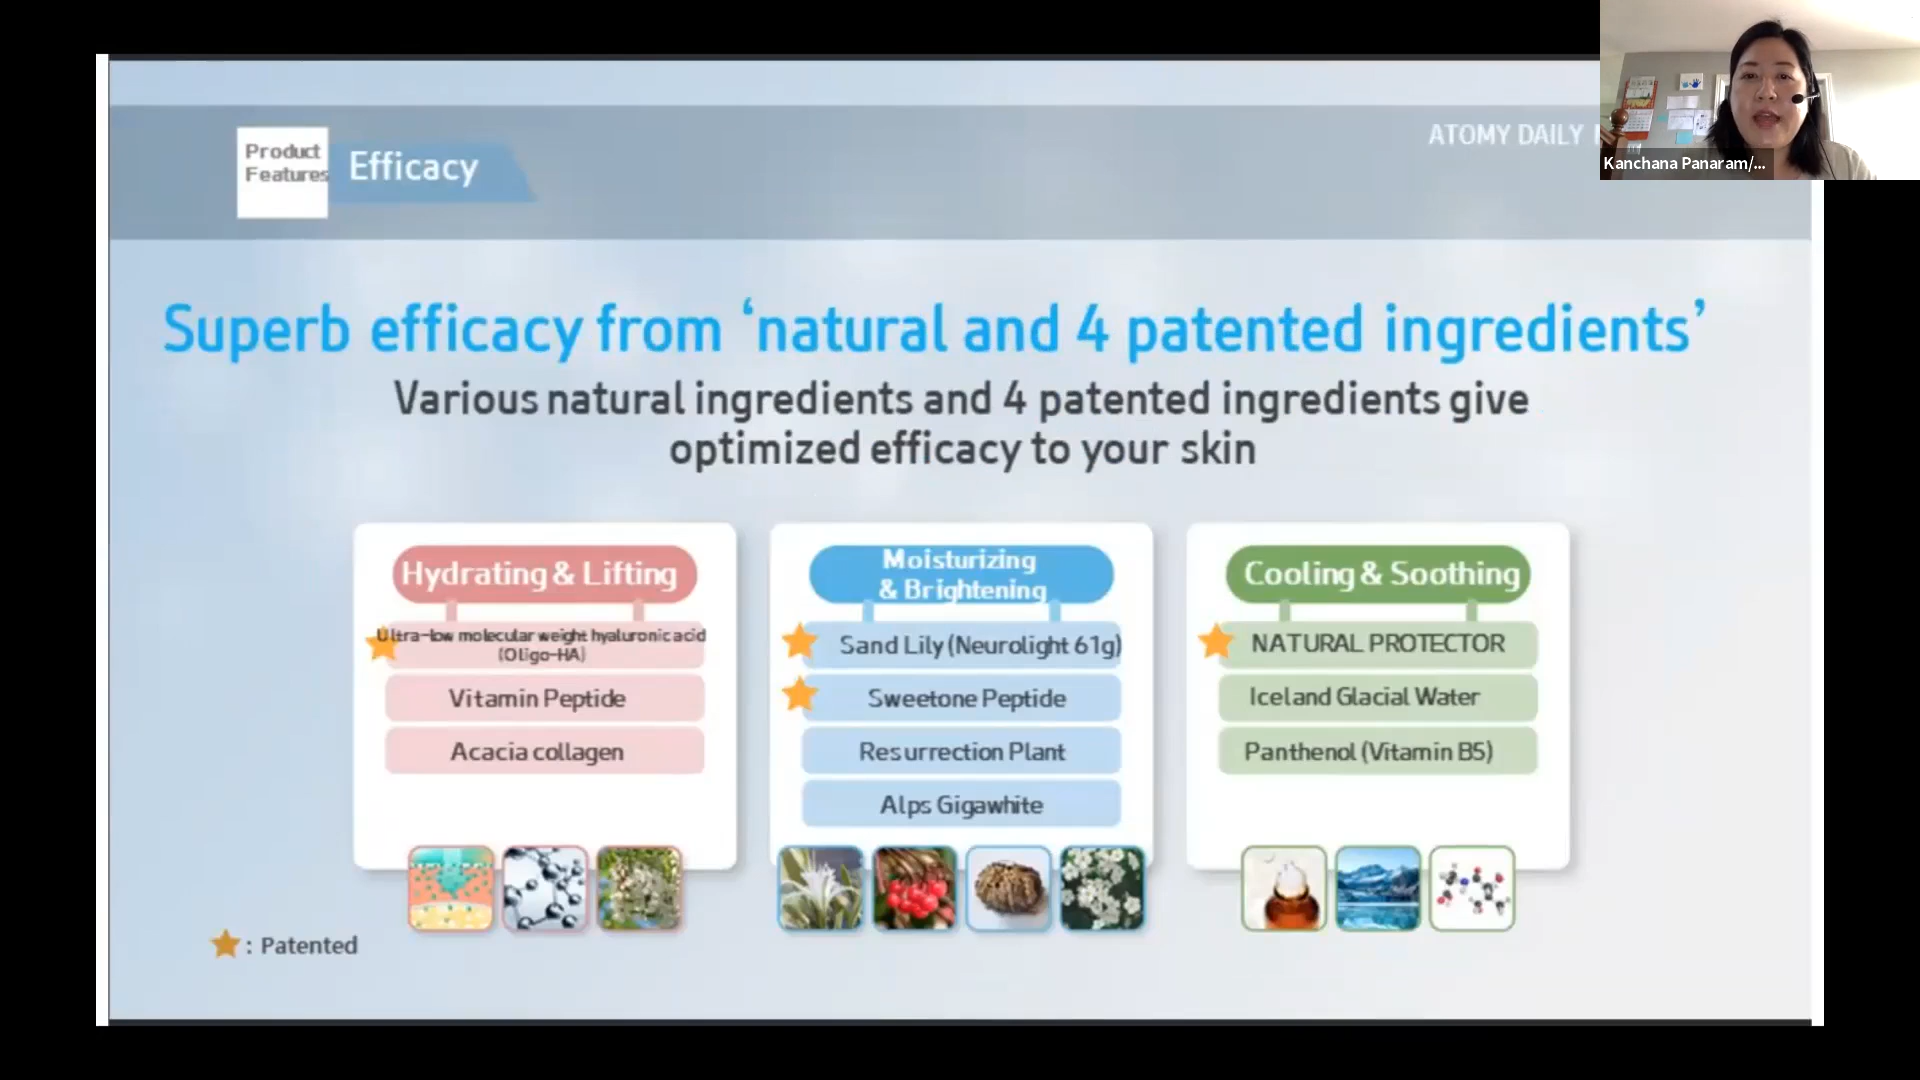 Product
Features
Efficacy
ATOMY DAILY
Kanchana Panaram/...
Superb efficacy from ‘natural and 4 patented ingredients’
Various natural ingredients and 4 patented ingredients give
optimized efficacy to your skin
Hydrating & Lifting
Ultra-low molecular weight hyaluronic acid
(Oligo-HA)
Vitamin Peptide
Acacia collagen
Moisturizing
& Brightening
Sand Lily (Neurolight 61g)
Sweetone Peptide
Resurrection Plant
Alps Gigawhite
Cooling & Soothing
NATURAL PROTECTOR
Iceland Glacial Water
Panthenol (Vitamin B5)
: Patented